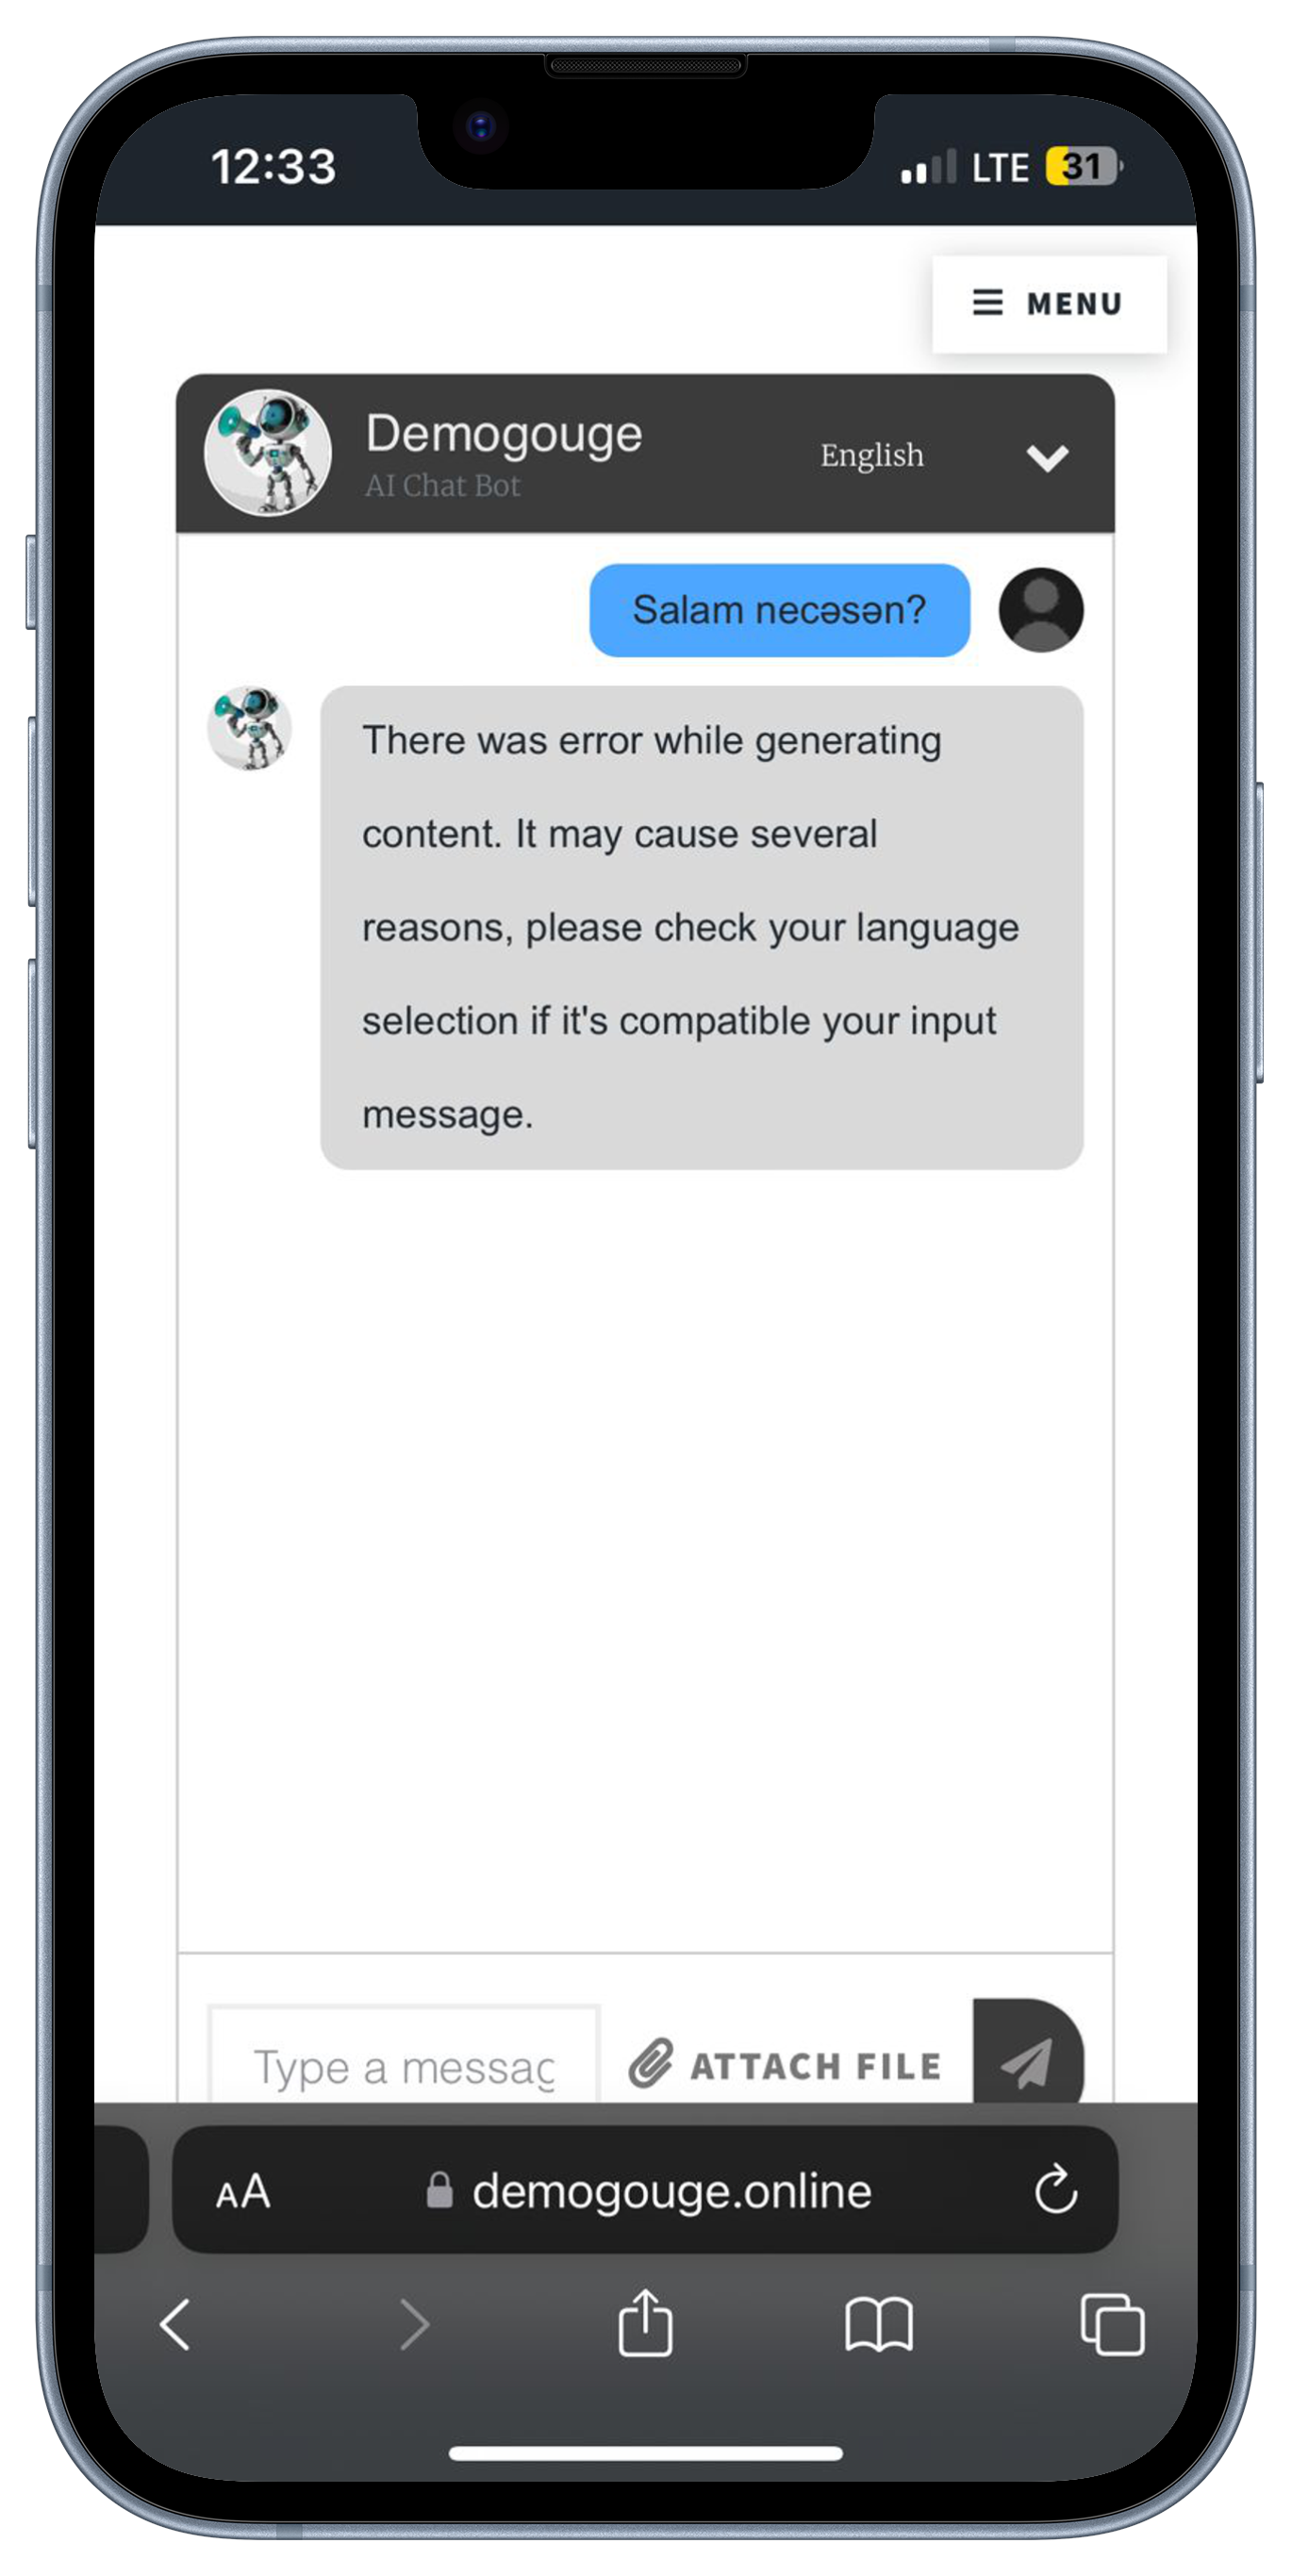 12:33
LTE 31
MENU
Demogouge
AI Chat Bot
English
Salam necəsən?
There was error while generating
content. It may cause several
reasons, please check your language
selection if it's compatible your input
message.
Type a messag
ATTACH FILE
AA
demogouge.online